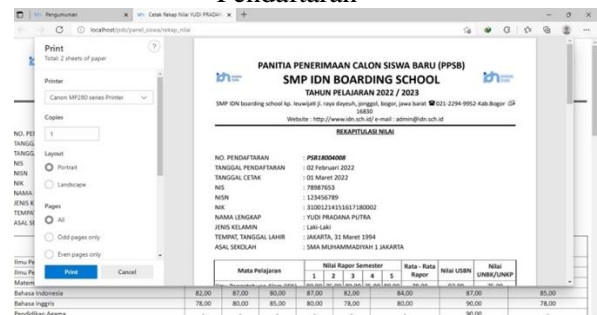 Pendaftaran
Pengumuman
Cetak Rekap Nilai YUDI PRADAN
localhost/psb/panel_siswa/rekap_nilai
Print
Total: 2 sheets of paper
Printer
Canon MP280 series Printer
Copies
1
Layout
Portrait
Landscape
Pages
All
Odd pages only
Even pages only
Print
Cancel
PANITIA PENERIMAAN CALON SISWA BARU (PPSB)
SMP IDN BOARDING SCHOOL
TAHUN PELAJARAN 2022 / 2023
SMP IDN boarding school kp. leuwijati jl. raya dayeuh, jonggol, bogor, jawa barat ☎021-2294-9952 Kab.Bogor
16830
Website : http://www.idn.sch.id/ e-mail : admin@idn.sch.id
REKAPITULASI NILAI
NO. PENDAFTARAN : PSB18004008
TANGGAL PENDAFTARAN : 02 Februari 2022
TANGGAL CETAK : 01 Maret 2022
NIS : 78987653
NISN : 123456789
NIK : 31001214151617180002
NAMA LENGKAP : YUDI PRADANA PUTRA
JENIS KELAMIN : Laki-Laki
TEMPAT, TANGGAL LAHIR : JAKARTA, 31 Maret 1994
ASAL SEKOLAH : SMA MUHAMMADIYAH 1 JAKARTA
Mata Pelajaran Nilai Rapor Semester Rata - Rata Rapor Nilai USBN Nilai UNBK/UNKP
1 2 3 4 5
NO. PE
TANGG
TANGG
NIS
NISN
NIK
NAMA
JENIS K
TEMPA
ASAL S
Ilmu Pe
Ilmu Pe
Matem
Bahasa Indonesia 82,00 87,00 80,00 87,00 82,00 84,00 87,00 85,00
Bahasa Inggris 78,00 80,00 85,00 80,00 78,00 80,00 90,00 78,00
Pendidikan Agama - - - - - - 90,00 -